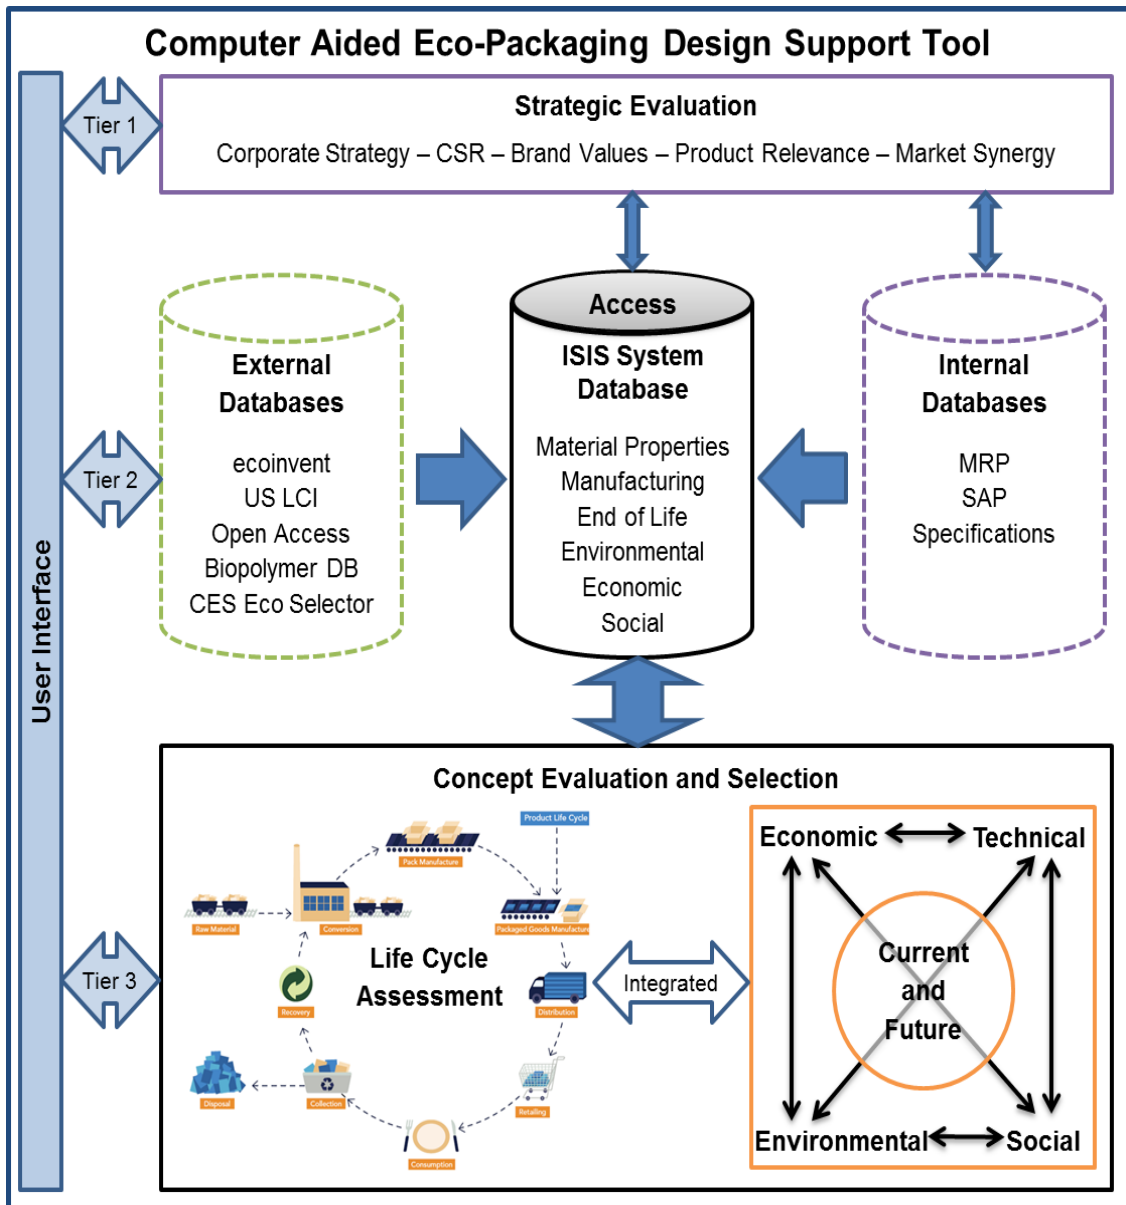 Computer Aided Eco-Packaging Design Support Tool
User Interface
Tier 1
Strategic Evaluation
Corporate Strategy – CSR – Brand Values – Product Relevance – Market Synergy
Tier 2
External
Databases
ecoinvent
US LCI
Open Access
Biopolymer DB
CES Eco Selector
Access
ISIS System
Database
Material Properties
Manufacturing
End of Life
Environmental
Economic
Social
Internal
Databases
MRP
SAP
Specifications
Tier 3
Concept Evaluation and Selection
Product Life Cycle
Pack Manufacture
Raw Material
Conversion
Packaged Goods Manufacture
Life Cycle
Assessment
Recovery
Distribution
Disposal
Collection
Retailing
Consumption
Integrated
Economic
Technical
Current
and
Future
Environmental
Social